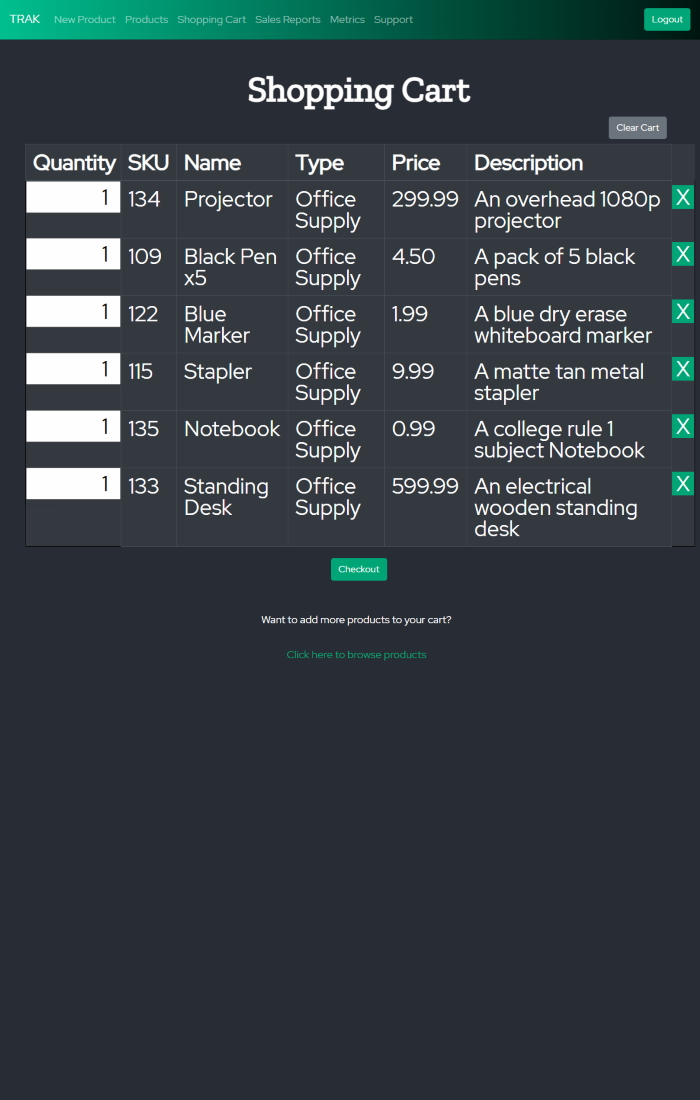 TRAK New Product Products Shopping Cart Sales Reports Metrics Support Logout
Shopping Cart
Clear Cart
Quantity SKU Name Type Price Description
1 134 Projector Office 299.99 An overhead 1080p X
Supply projector
1 109 Black Pen Office 4.50 A pack of 5 black X
x5 Supply pens
1 122 Blue Office 1.99 A blue dry erase X
Marker Supply whiteboard marker
1 115 Stapler Office 9.99 A matte tan metal X
Supply stapler
1 135 Notebook Office 0.99 A college rule 1 X
Supply subject Notebook
1 133 Standing Office 599.99 An electrical X
Desk Supply wooden standing
desk
Checkout
Want to add more products to your cart?
Click here to browse products